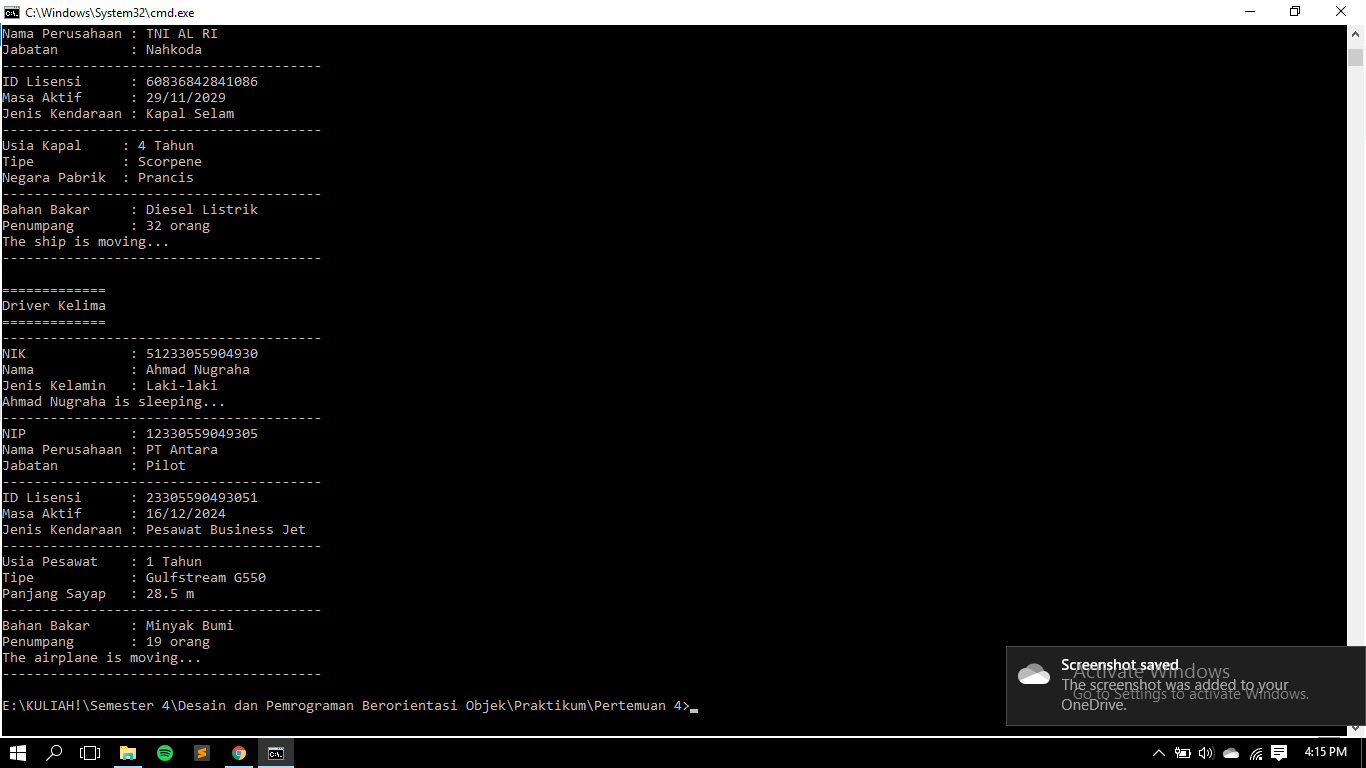 C:\Windows\System32\cmd.exe
Nama Perusahaan : TNI AL RI
Jabatan         : Nahkoda
----------------------------------------
ID Lisensi      : 60836842841086
Masa Aktif      : 29/11/2029
Jenis Kendaraan : Kapal Selam
----------------------------------------
Usia Kapal     : 4 Tahun
Tipe           : Scorpene
Negara Pabrik  : Prancis
----------------------------------------
Bahan Bakar     : Diesel Listrik
Penumpang       : 32 orang
The ship is moving...
----------------------------------------
=============
Driver Kelima
=============
----------------------------------------
NIK             : 51233055904930
Nama            : Ahmad Nugraha
Jenis Kelamin   : Laki-laki
Ahmad Nugraha is sleeping...
----------------------------------------
NIP             : 12330559049305
Nama Perusahaan : PT Antara
Jabatan         : Pilot
----------------------------------------
ID Lisensi      : 23305590493051
Masa Aktif      : 16/12/2024
Jenis Kendaraan : Pesawat Business Jet
----------------------------------------
Usia Pesawat    : 1 Tahun
Tipe            : Gulfstream G550
Panjang Sayap   : 28.5 m
----------------------------------------
Bahan Bakar     : Minyak Bumi
Penumpang       : 19 orang
The airplane is moving...
----------------------------------------
E:\KULIAH!\Semester 4\Desain dan Pemrograman Berorientasi Objek\Praktikum\Pertemuan 4>
Screenshot saved
The screenshot was added to your
OneDrive.
Activate Windows
Go to Settings to activate Windows.
4:15 PM